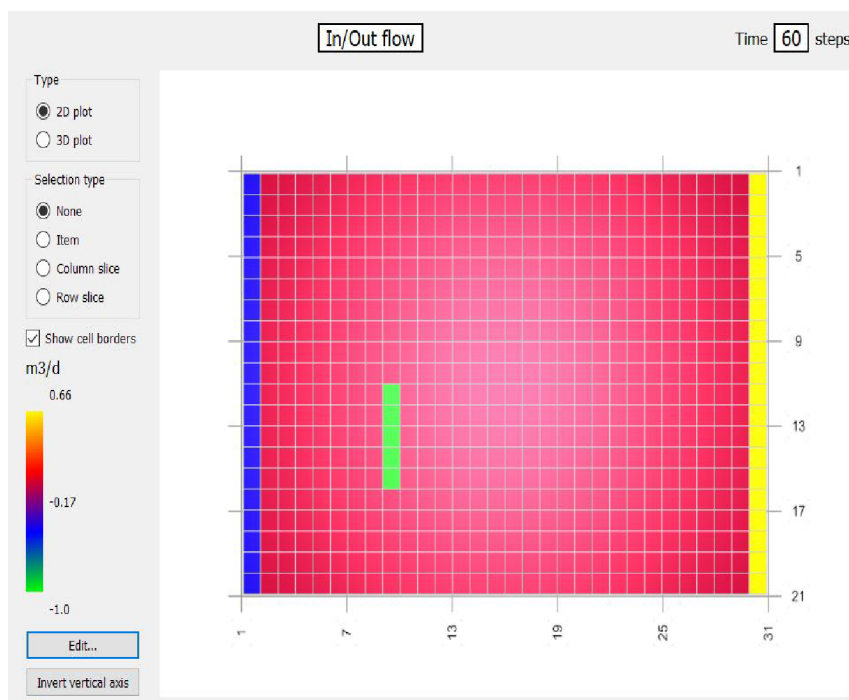 In/Out flow
Time 60 steps
Type
2D plot
3D plot
Selection type
None
Item
Column slice
Row slice
Show cell borders
m3/d
0.66
-0.17
-1.0
Edit...
Invert vertical axis
1
5
9
13
17
21
1
7
13
19
25
31